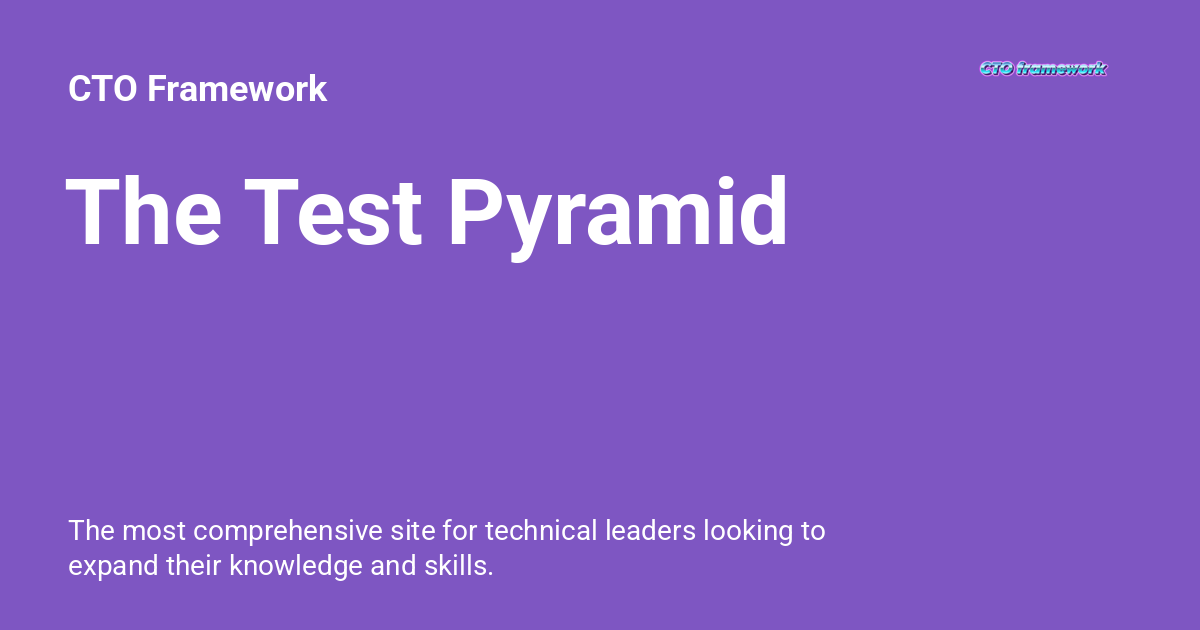 CTO Framework
CTO framework
The Test Pyramid
The most comprehensive site for technical leaders looking to
expand their knowledge and skills.